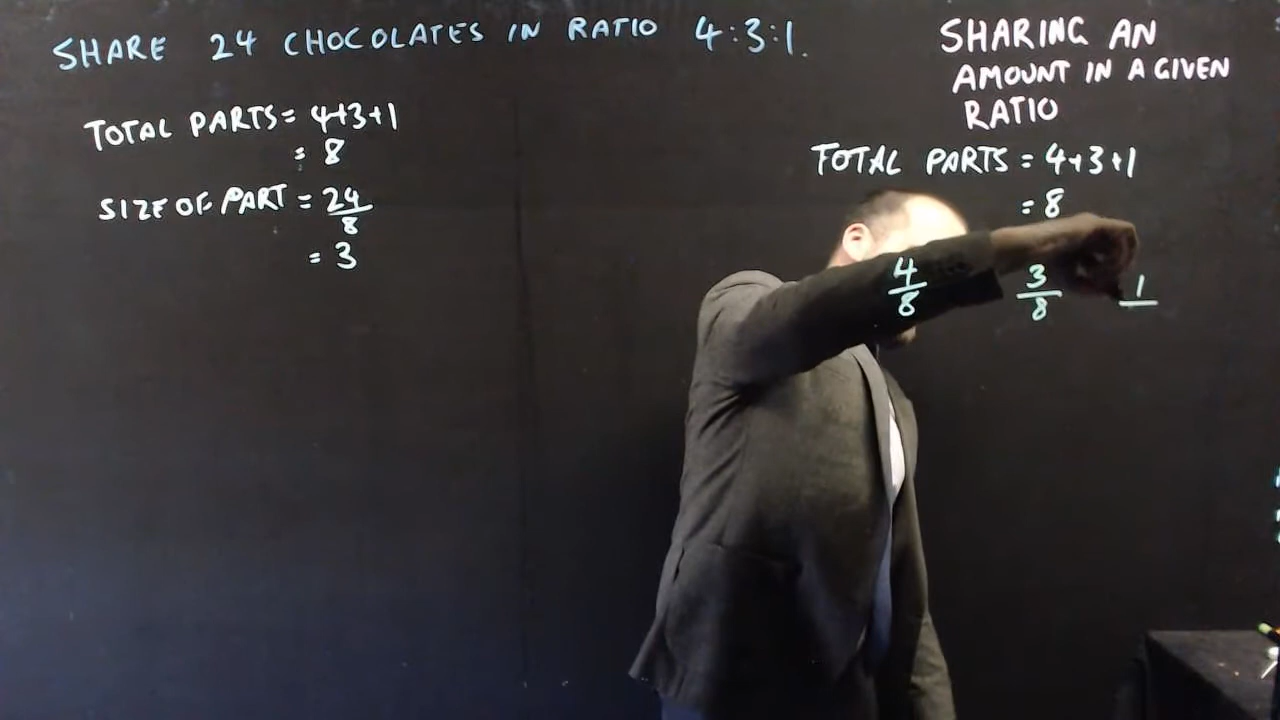 SHARE 24 CHOCOLATES IN RATIO 4:3:1.
TOTAL PARTS = 4+3+1
= 8
SIZE OF PART = 24/8
= 3
SHARING AN
AMOUNT IN A GIVEN
RATIO
TOTAL PARTS = 4+3+1
= 8
4/8 3/8 1/